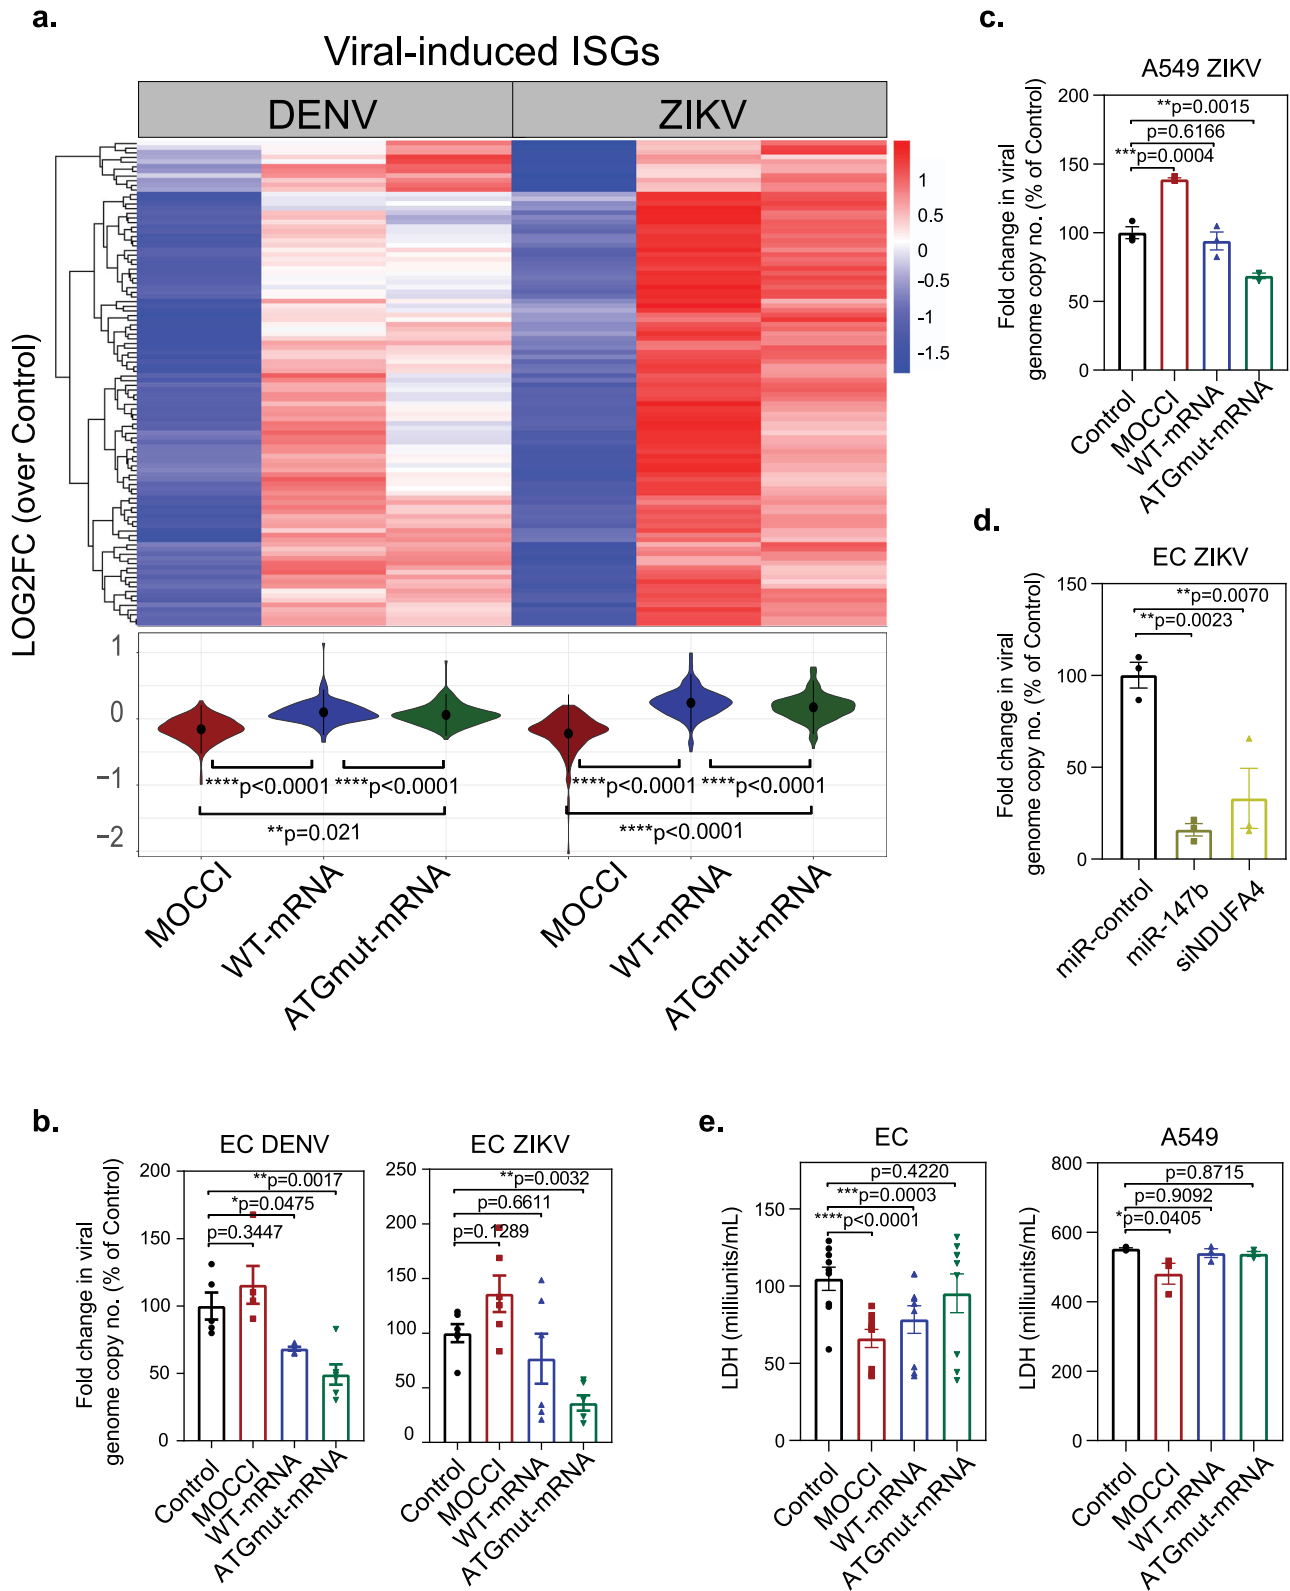 a.
Viral-induced ISGs
DENV
ZIKV
LOG2FC (over Control)
1
0.5
0
-0.5
-1
-1.5
1
0
−1
−2
****p<0.0001
****p<0.0001
**p=0.021
****p<0.0001
****p<0.0001
****p<0.0001
MOCCI
WT-mRNA
ATGmut-mRNA
MOCCI
WT-mRNA
ATGmut-mRNA
c.
A549 ZIKV
Fold change in viral
genome copy no. (% of Control)
200
150
100
50
0
**p=0.0015
p=0.6166
***p=0.0004
Control
MOCCI
WT-mRNA
ATGmut-mRNA
d.
EC ZIKV
Fold change in viral
genome copy no. (% of Control)
150
100
50
0
**p=0.0070
**p=0.0023
miR-control
miR-147b
siNDUFA4
b.
EC DENV
Fold change in viral
genome copy no. (% of Control)
200
150
100
50
0
**p=0.0017
*p=0.0475
p=0.3447
Control
MOCCI
WT-mRNA
ATGmut-mRNA
EC ZIKV
250
200
150
100
50
0
**p=0.0032
p=0.6611
p=0.1289
Control
MOCCI
WT-mRNA
ATGmut-mRNA
e.
EC
LDH (milliunits/mL)
150
100
50
0
p=0.4220
***p=0.0003
****p<0.0001
Control
MOCCI
WT-mRNA
ATGmut-mRNA
A549
LDH (milliunits/mL)
800
600
400
200
0
p=0.8715
p=0.9092
*p=0.0405
Control
MOCCI
WT-mRNA
ATGmut-mRNA